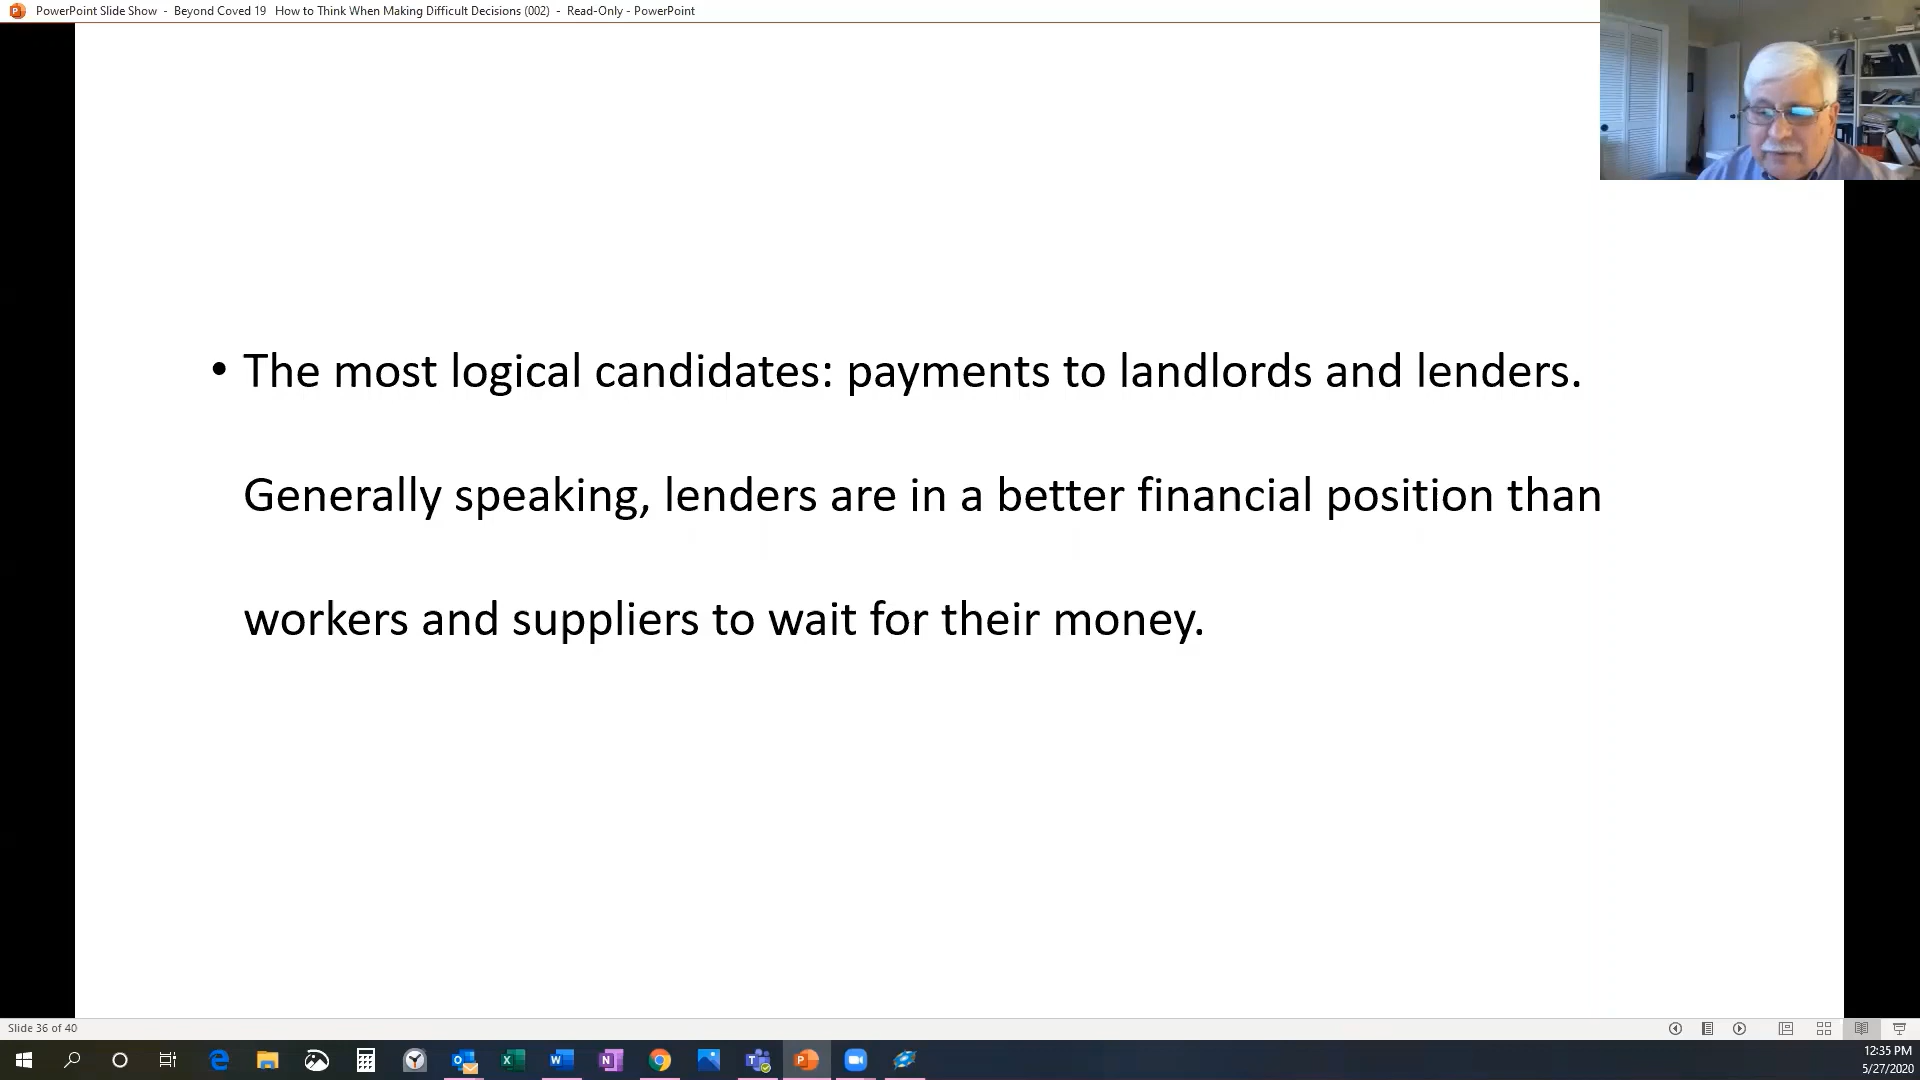 PowerPoint Slide Show - Beyond Coved 19 How to Think When Making Difficult Decisions (002) - Read-Only - PowerPoint
• The most logical candidates: payments to landlords and lenders.
Generally speaking, lenders are in a better financial position than
workers and suppliers to wait for their money.
Slide 36 of 40
12:35 PM
5/27/2020